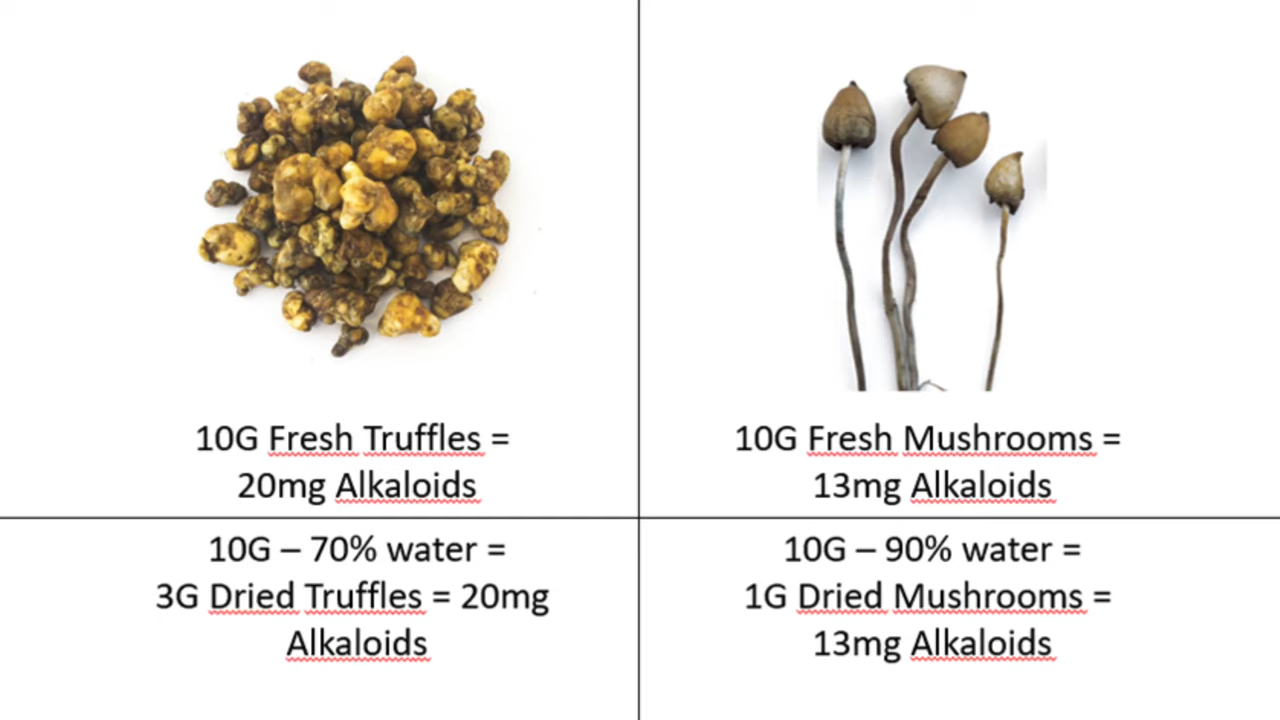 10G Fresh Truffles =
20mg Alkaloids
10G Fresh Mushrooms =
13mg Alkaloids
10G – 70% water =
3G Dried Truffles = 20mg
Alkaloids
10G – 90% water =
1G Dried Mushrooms =
13mg Alkaloids